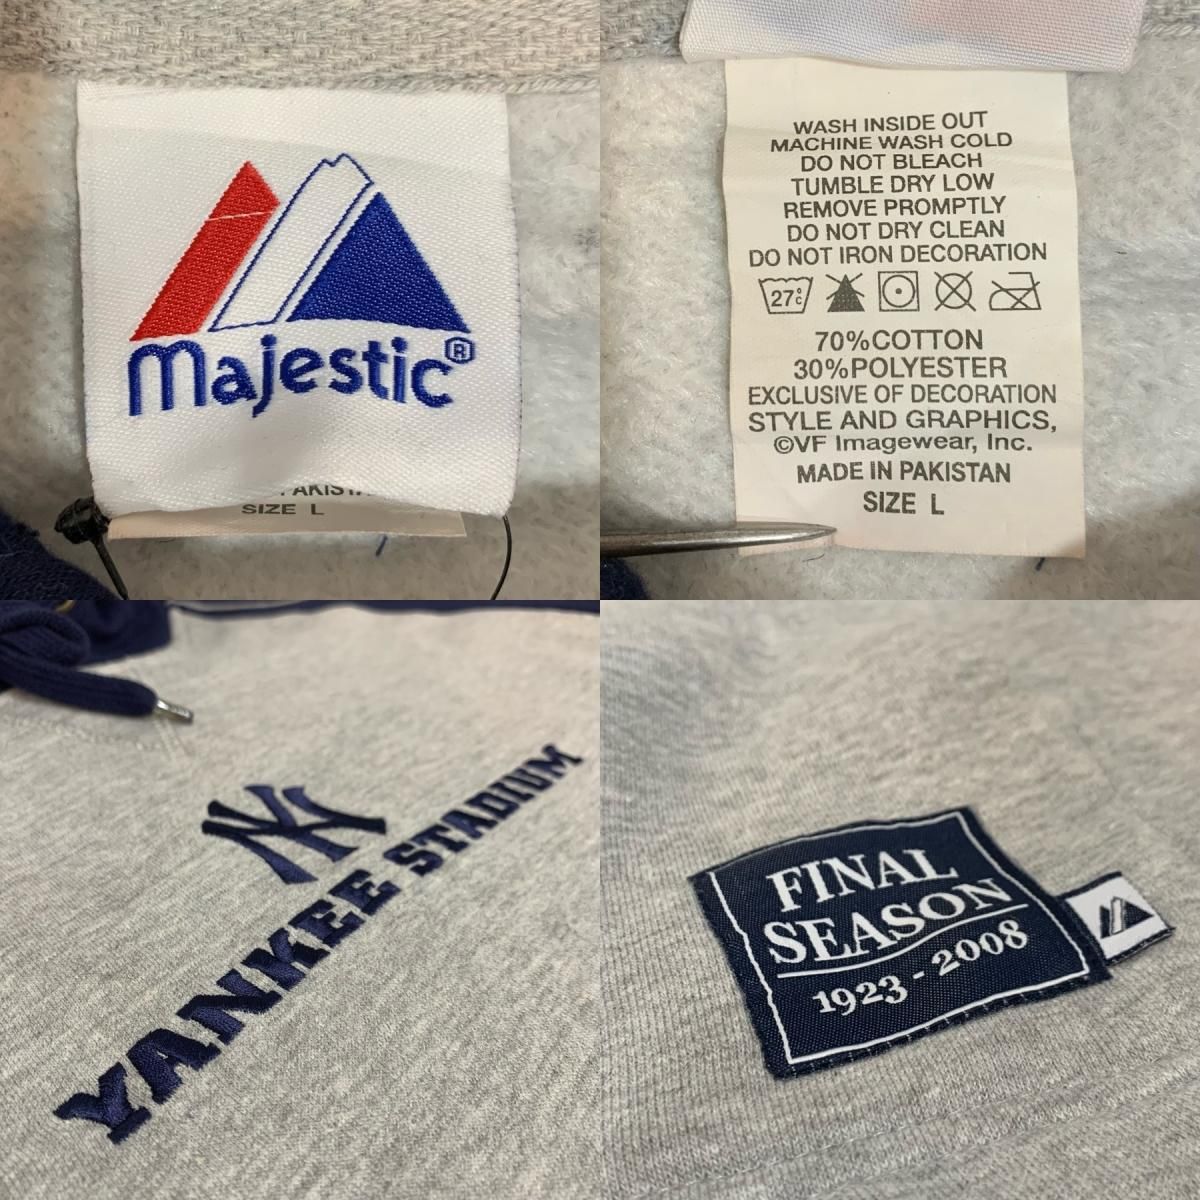 Majestic®
SIZE L
WASH INSIDE OUT
MACHINE WASH COLD
DO NOT BLEACH
TUMBLE DRY LOW
REMOVE PROMPTLY
DO NOT DRY CLEAN
DO NOT IRON DECORATION
27°C
70%COTTON
30%POLYESTER
EXCLUSIVE OF DECORATION
STYLE AND GRAPHICS,
©VF Imagewear, Inc.
MADE IN PAKISTAN
SIZE L
NY
YANKEE STADIUM
FINAL
SEASON
1923-2008